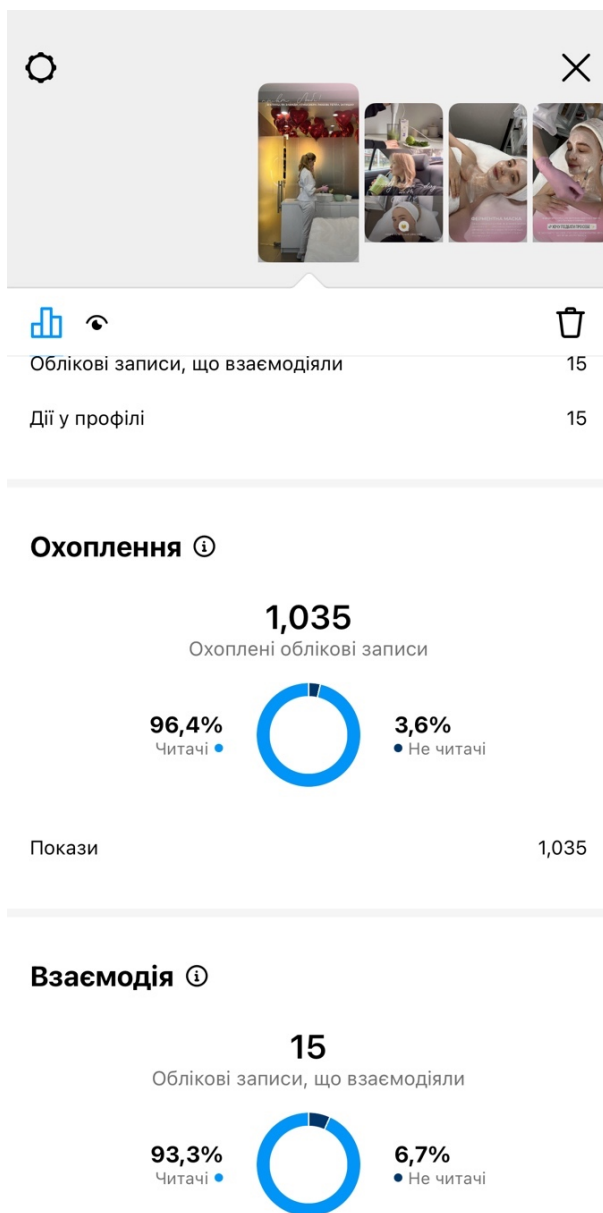 Облікові записи, що взаємодіяли 15
Дії у профілі 15
Охоплення
1,035
Охоплені облікові записи
96,4%
Читачі
3,6%
Не читачі
Покази 1,035
Взаємодія
15
Облікові записи, що взаємодіяли
93,3%
Читачі
6,7%
Не читачі